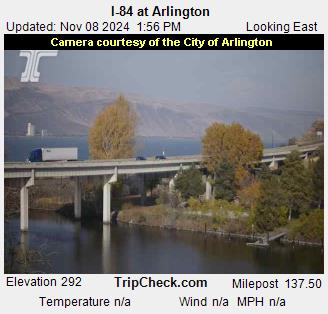 I-84 at Arlington
Updated: Nov 08 2024  1:56 PM Looking East
Camera courtesy of the City of Arlington
Elevation 292 TripCheck.com Milepost 137.50
Temperature n/a Wind n/a MPH n/a